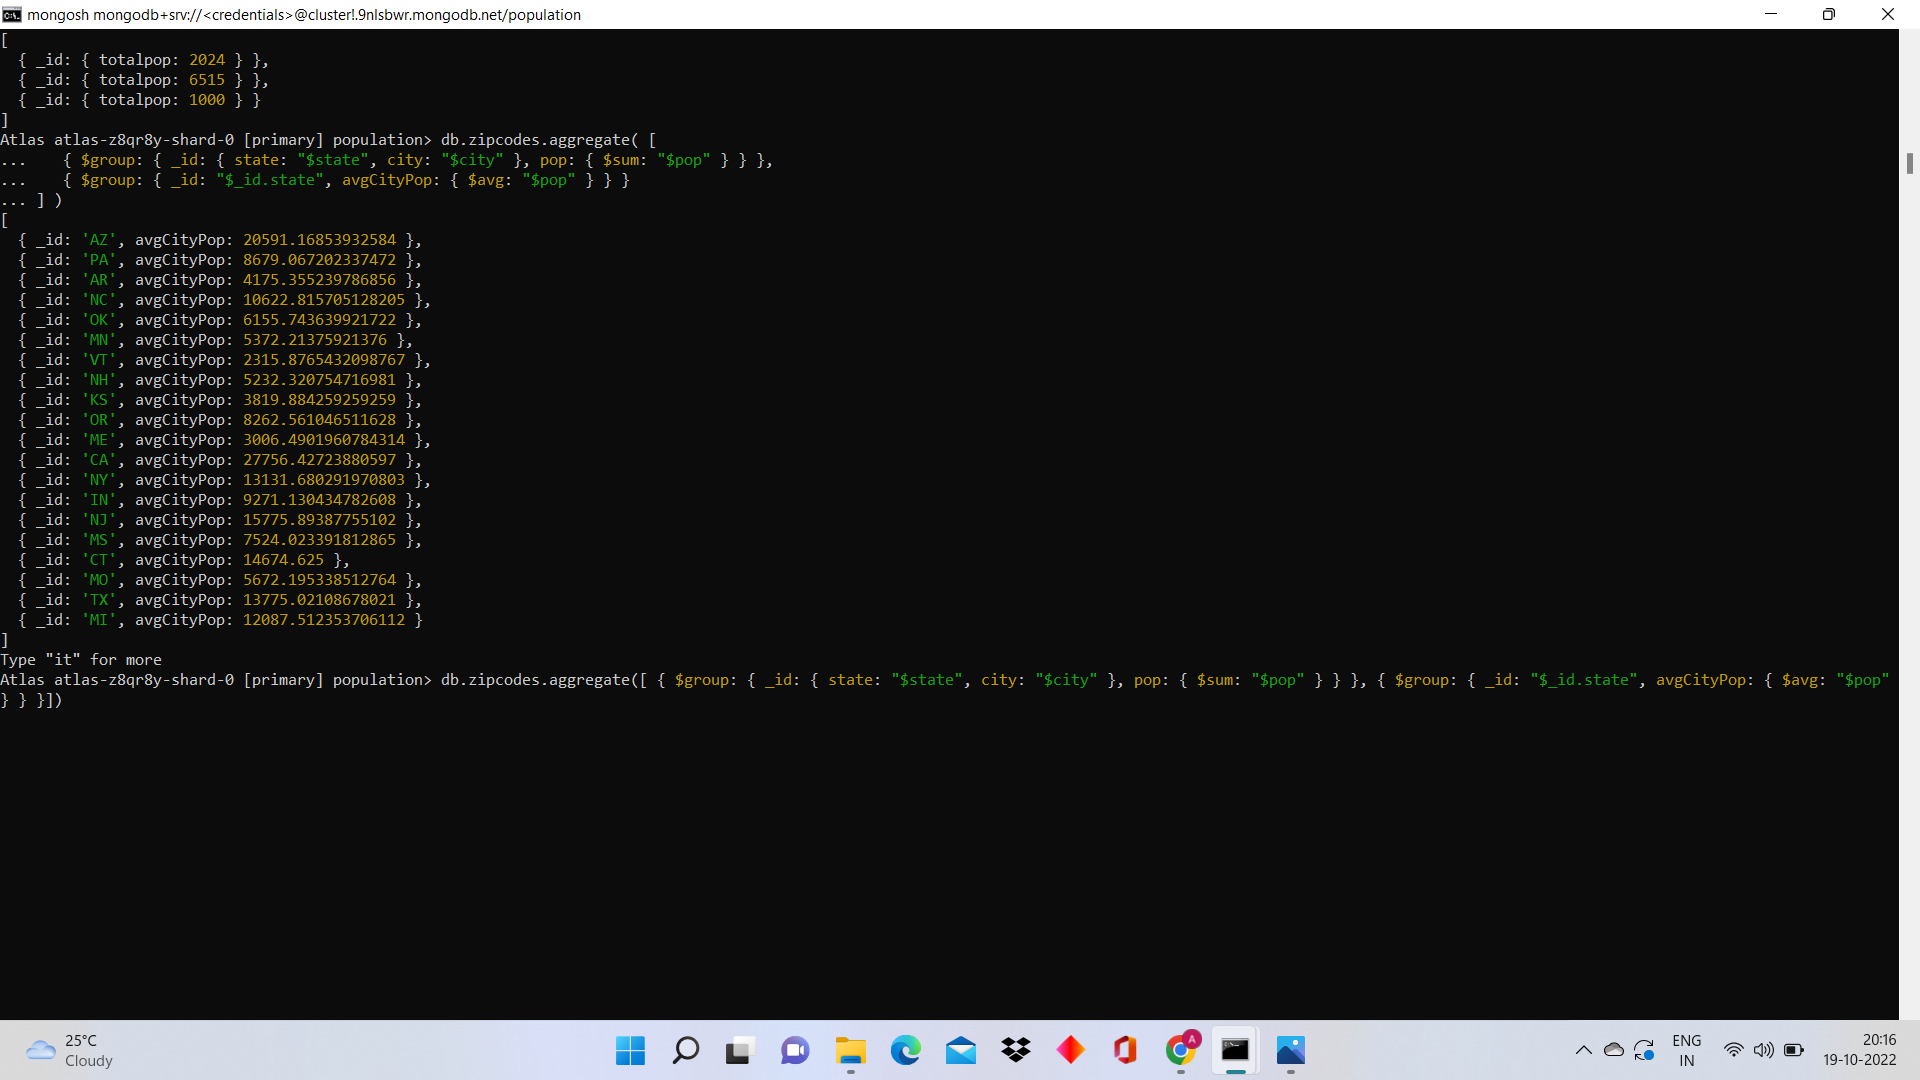 mongosh mongodb+srv://<credentials>@cluster!.9nlsbwr.mongodb.net/population
[
  { _id: { totalpop: 2024 } },
  { _id: { totalpop: 6515 } },
  { _id: { totalpop: 1000 } }
]
Atlas atlas-z8qr8y-shard-0 [primary] population> db.zipcodes.aggregate( [
...    { $group: { _id: { state: "$state", city: "$city" }, pop: { $sum: "$pop" } } },
...    { $group: { _id: "$_id.state", avgCityPop: { $avg: "$pop" } } }
... ] )
[
  { _id: 'AZ', avgCityPop: 20591.16853932584 },
  { _id: 'PA', avgCityPop: 8679.067202337472 },
  { _id: 'AR', avgCityPop: 4175.355239786856 },
  { _id: 'NC', avgCityPop: 10622.815705128205 },
  { _id: 'OK', avgCityPop: 6155.743639921722 },
  { _id: 'MN', avgCityPop: 5372.21375921376 },
  { _id: 'VT', avgCityPop: 2315.8765432098767 },
  { _id: 'NH', avgCityPop: 5232.320754716981 },
  { _id: 'KS', avgCityPop: 3819.884259259259 },
  { _id: 'OR', avgCityPop: 8262.561046511628 },
  { _id: 'ME', avgCityPop: 3006.4901960784314 },
  { _id: 'CA', avgCityPop: 27756.42723880597 },
  { _id: 'NY', avgCityPop: 13131.680291970803 },
  { _id: 'IN', avgCityPop: 9271.130434782608 },
  { _id: 'NJ', avgCityPop: 15775.89387755102 },
  { _id: 'MS', avgCityPop: 7524.023391812865 },
  { _id: 'CT', avgCityPop: 14674.625 },
  { _id: 'MO', avgCityPop: 5672.195338512764 },
  { _id: 'TX', avgCityPop: 13775.02108678021 },
  { _id: 'MI', avgCityPop: 12087.512353706112 }
]
Type "it" for more
Atlas atlas-z8qr8y-shard-0 [primary] population> db.zipcodes.aggregate([ { $group: { _id: { state: "$state", city: "$city" }, pop: { $sum: "$pop" } } }, { $group: { _id: "$_id.state", avgCityPop: { $avg: "$pop"
} } }])
25°C
Cloudy
A
ENG
IN
20:16
19-10-2022